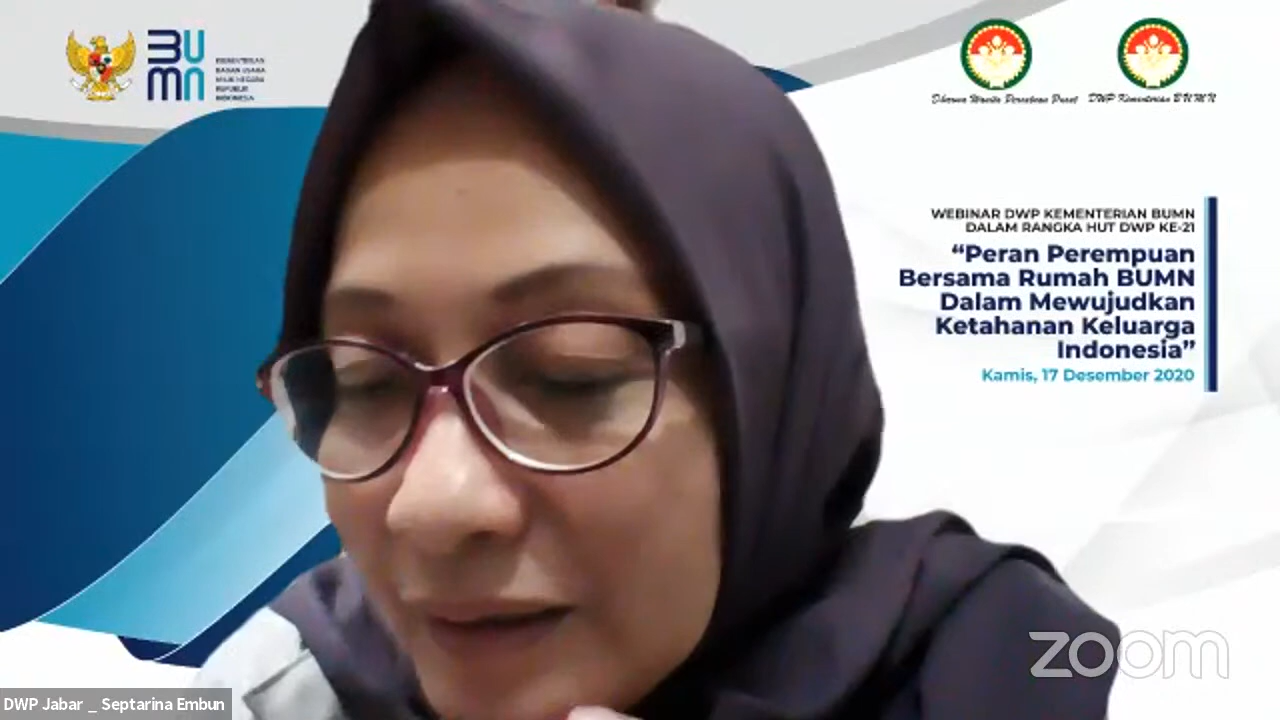 BUMN
KEMENTERIAN
BADAN USAHA
MILIK NEGARA
REPUBLIK
INDONESIA
Dharma Wanita Persatuan Pusat
DWP Kementerian BUMN
WEBINAR DWP KEMENTERIAN BUMN
DALAM RANGKA HUT DWP KE-21
“Peran Perempuan
Bersama Rumah BUMN
Dalam Mewujudkan
Ketahanan Keluarga
Indonesia”
Kamis, 17 Desember 2020
zoom
DWP Jabar _ Septarina Embun